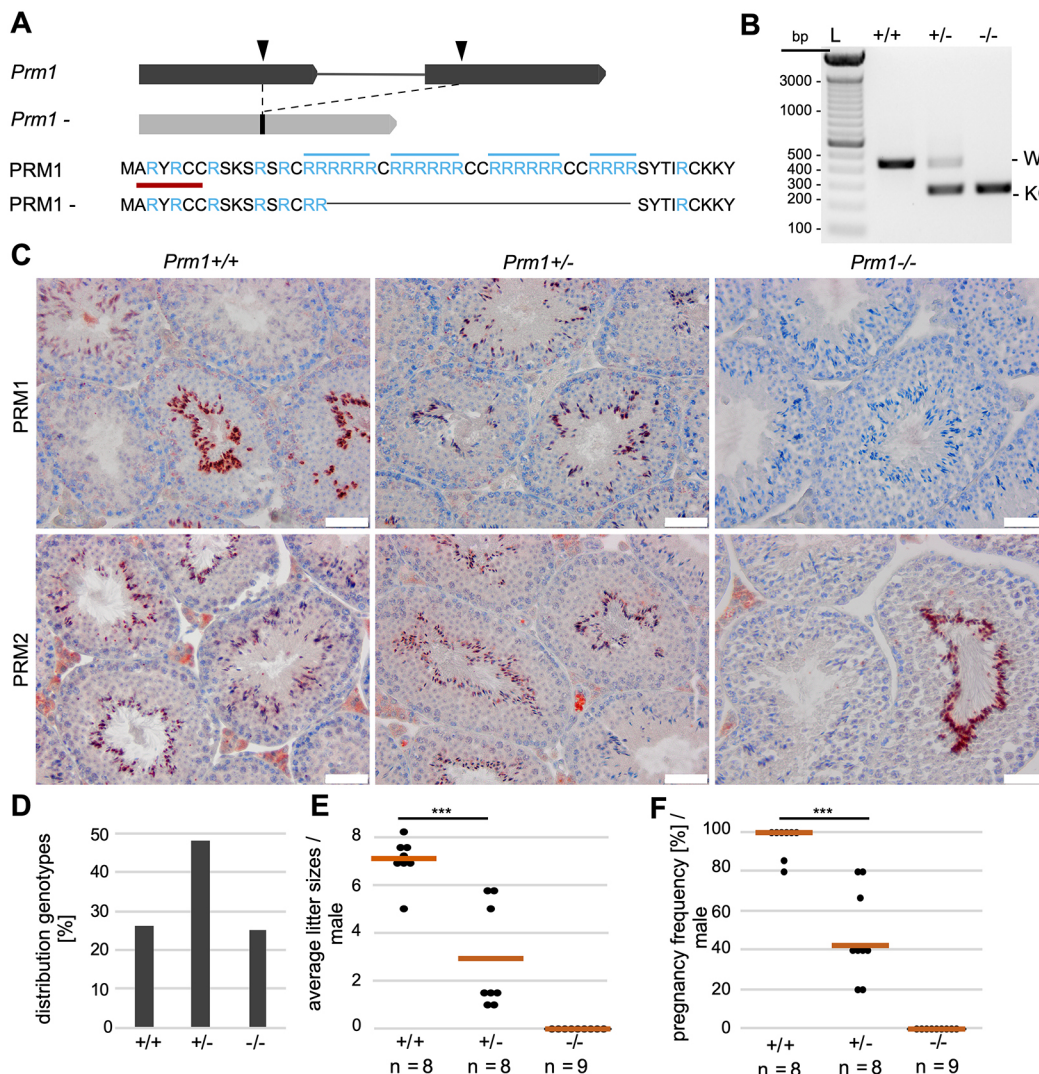 A
B
Prm1
Prm1 -
PRM1 MARYRCCRSKSRSRCRRRRRRCRRRRRRCCRRRRRRCCRRRRSYTIRCKKY
PRM1 - MARYRCCRSKSRSRCRR SYTIRCKKY
bp L +/+ +/- -/-
3000 -
1000 -
500 -
400 -
300 -
200 -
100 -
- W
- K
C
Prm1+/+ Prm1+/- Prm1-/-
PRM1
PRM2
D
distribution genotypes
[%]
50
40
30
20
10
0
+/+ +/- -/-
E
average litter sizes /
male
***
8
6
4
2
0
+/+ +/- -/-
n = 8 n = 8 n = 9
F
pregnancy frequency [%] /
male
***
100
80
60
40
20
0
+/+ +/- -/-
n = 8 n = 8 n = 9